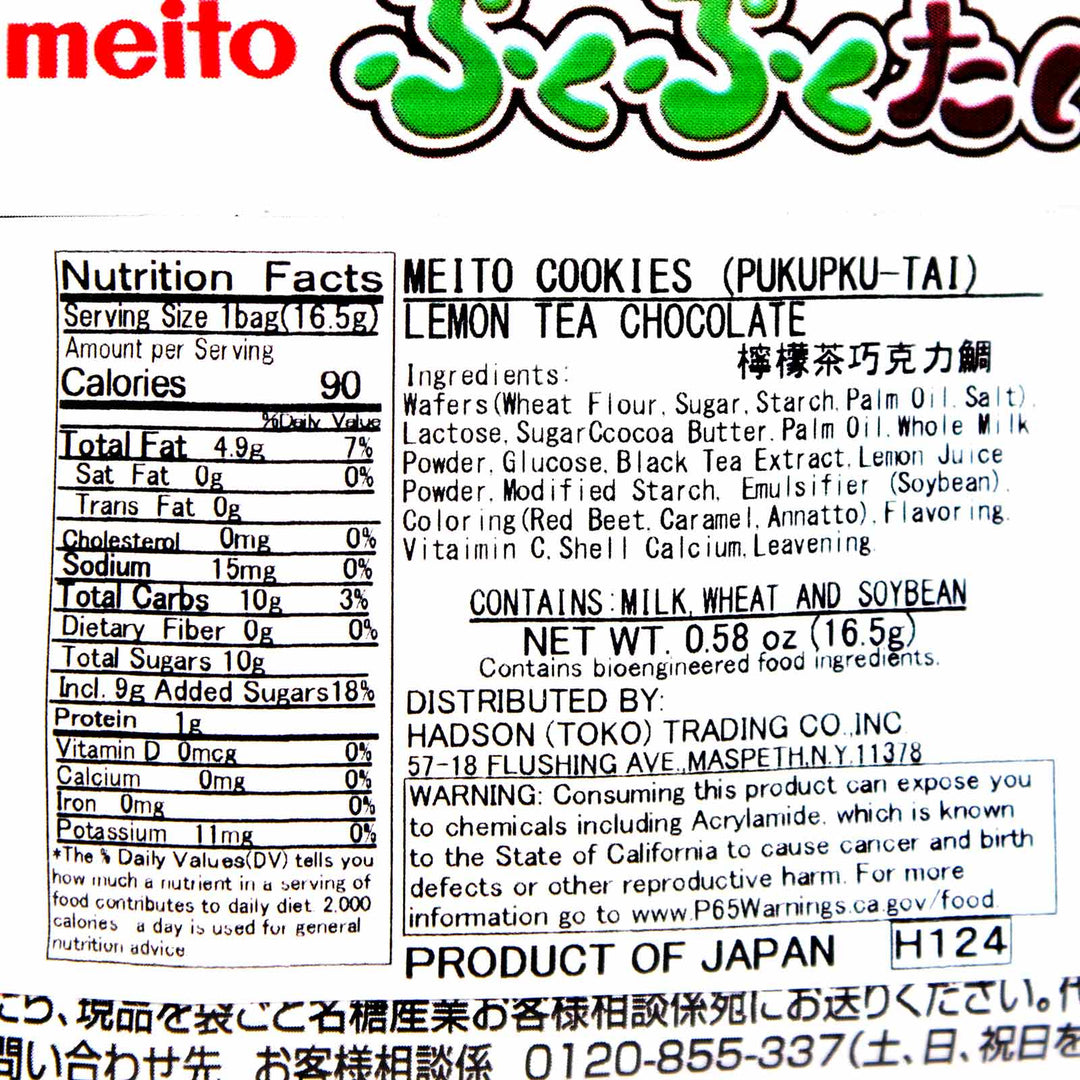 meito ぷくぷくたい
Nutrition Facts
Serving Size 1bag(16.5g)
Amount per Serving
Calories 90
%Daily Value
Total Fat 4.9g 7%
Sat Fat 0g 0%
Trans Fat 0g
Cholesterol 0mg 0%
Sodium 15mg 0%
Total Carbs 10g 3%
Dietary Fiber 0g 0%
Total Sugars 10g
Incl. 9g Added Sugars 18%
Protein 1g
Vitamin D 0mcg 0%
Calcium 0mg 0%
Iron 0mg 0%
Potassium 11mg 0%
*The % Daily Values(DV) tells you
how much a nutrient in a serving of
food contributes to daily diet. 2,000
calories a day is used for general
nutrition advice
MEITO COOKIES (PUKUPKU-TAI)
LEMON TEA CHOCOLATE
檸檬茶巧克力鯛
Ingredients:
Wafers(Wheat Flour, Sugar, Starch, Palm Oil, Salt),
Lactose, SugarCcocoa Butter, Palm Oil, Whole Milk
Powder, Glucose, Black Tea Extract, Lemon Juice
Powder, Modified Starch, Emulsifier (Soybean),
Coloring(Red Beet, Caramel, Annatto), Flavoring,
Vitaimin C, Shell Calcium, Leavening
CONTAINS:MILK, WHEAT AND SOYBEAN
NET WT. 0.58 oz (16.5g)
Contains bioengineered food ingredients.
DISTRIBUTED BY:
HADSON (TOKO) TRADING CO.,INC
57-18 FLUSHING AVE.,MASPETH,N.Y.11378
WARNING: Consuming this product can expose you
to chemicals including Acrylamide, which is known
to the State of California to cause cancer and birth
defects or other reproductive harm. For more
information go to www.P65Warnings.ca.gov/food.
PRODUCT OF JAPAN H124
たり、現品を袋ごと名糖産業お客様相談係宛にお送りください。代
問い合わせ先 お客様相談係 0120-855-337(土、日、祝日を